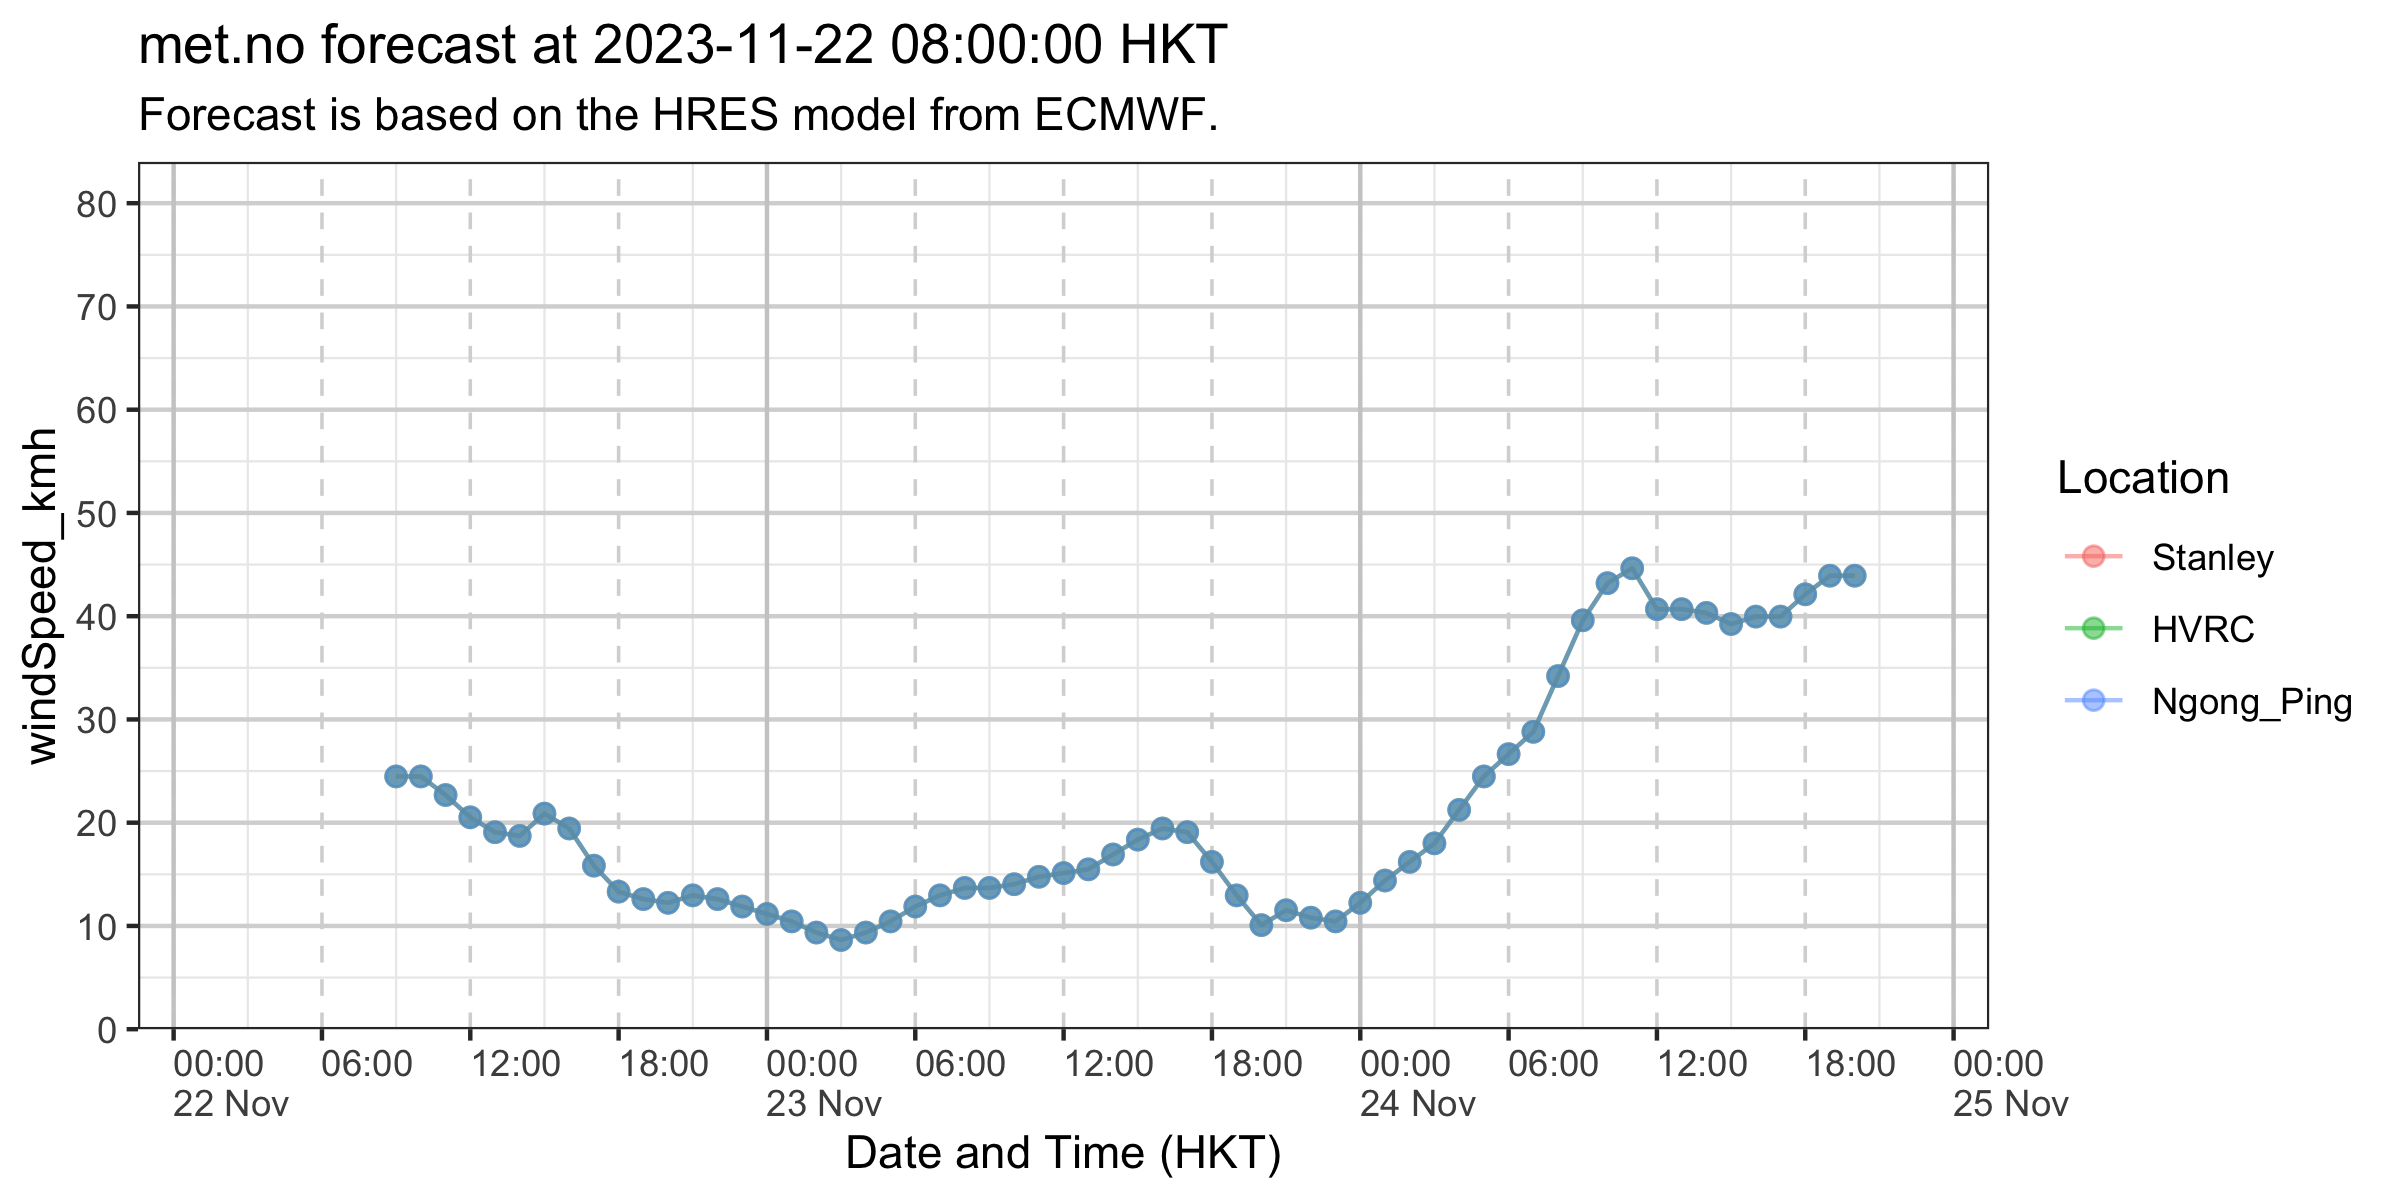 met.no forecast at 2023-11-22 08:00:00 HKT
Forecast is based on the HRES model from ECMWF.
windSpeed_kmh
80
70
60
50
40
30
20
10
0
00:00 06:00 12:00 18:00 00:00 06:00 12:00 18:00 00:00 06:00 12:00 18:00 00:00
22 Nov 23 Nov 24 Nov 25 Nov
Date and Time (HKT)
Location
Stanley
HVRC
Ngong_Ping